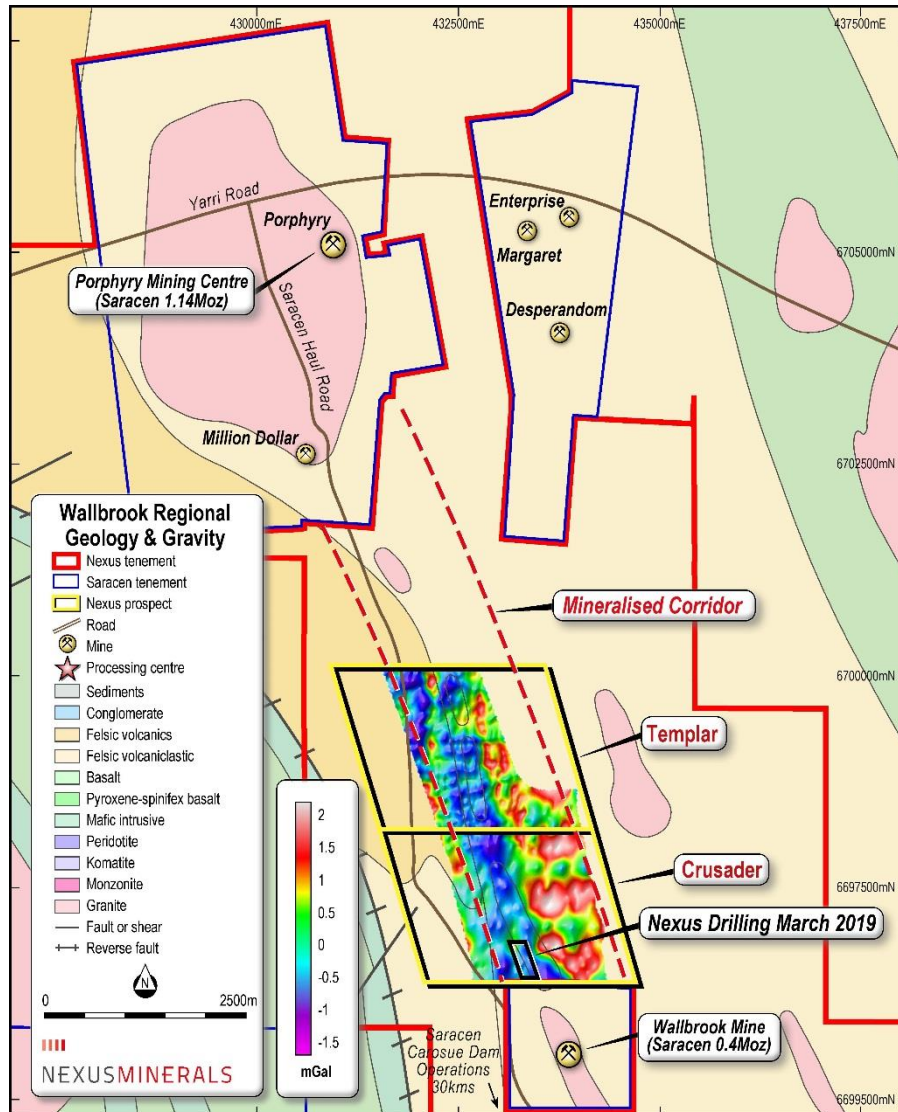 430000mE
432500mE
435000mE
437500mE
Yarri Road
Porphyry
Enterprise
Margaret
6705000mN
Porphyry Mining Centre
(Saracen 1.14Moz)
Saracen Haul Road
Desperandom
Million Dollar
6702500mN
Wallbrook Regional
Geology & Gravity
Nexus tenement
Saracen tenement
Nexus prospect
Road
Mine
Processing centre
Sediments
Conglomerate
Felsic volcanics
Felsic volcaniclastic
Basalt
Pyroxene-spinifex basalt
Mafic intrusive
Peridotite
Komatite
Monzonite
Granite
Fault or shear
Reverse fault
N
0 2500m
NEXUSMINERALS
Mineralised Corridor
6700000mN
Templar
2
1.5
1
0.5
0
-0.5
-1
-1.5
mGal
Crusader
6697500mN
Nexus Drilling March 2019
Wallbrook Mine
(Saracen 0.4Moz)
Saracen
Carosue Dam
Operations
30kms
6699500mN